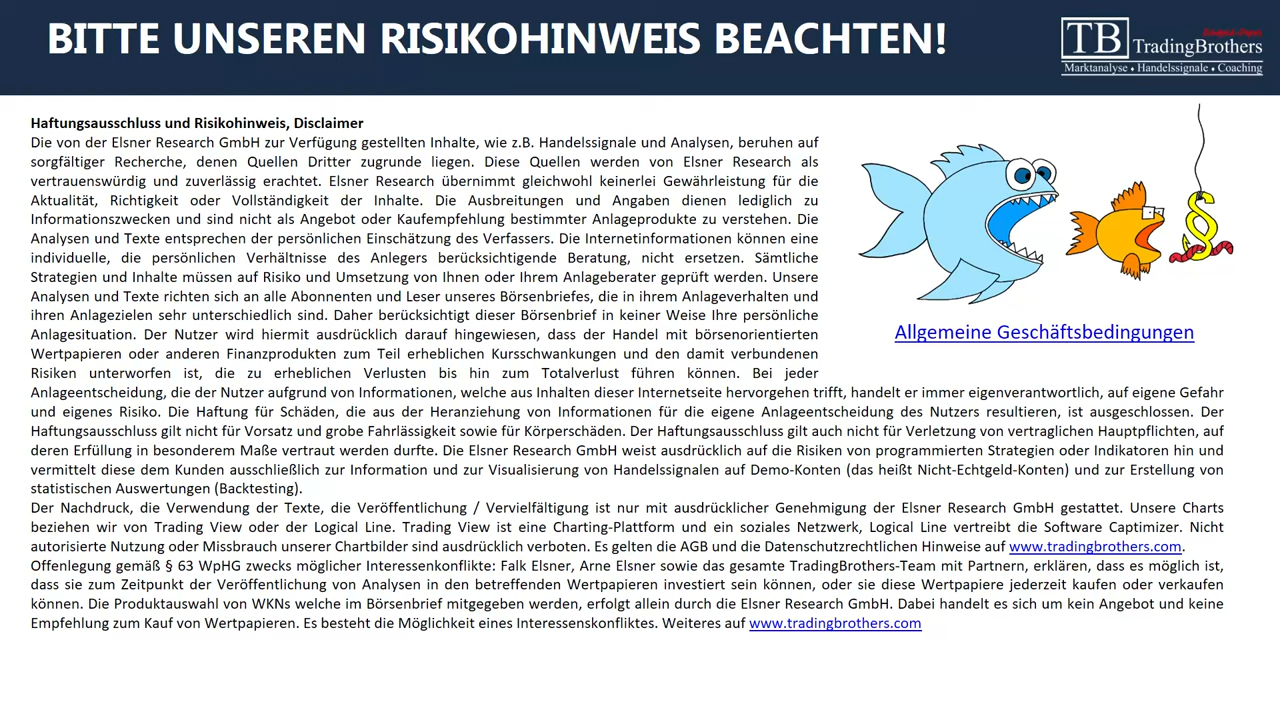 BITTE UNSEREN RISIKOHINWEIS BEACHTEN!
TB
TradingBrothers
Marktanalyse • Handelssignale • Coaching
Haftungsausschluss und Risikohinweis, Disclaimer
Die von der Elsner Research GmbH zur Verfügung gestellten Inhalte, wie z.B. Handelssignale und Analysen, beruhen auf
sorgfältiger Recherche, denen Quellen Dritter zugrunde liegen. Diese Quellen werden von Elsner Research als
vertrauenswürdig und zuverlässig erachtet. Elsner Research übernimmt gleichwohl keinerlei Gewährleistung für die
Aktualität, Richtigkeit oder Vollständigkeit der Inhalte. Die Ausarbeitungen und Angaben dienen lediglich zu
Informationszwecken und sind nicht als Angebot oder Kaufempfehlung bestimmter Anlageprodukte zu verstehen. Die
Analysen und Texte entsprechen der persönlichen Einschätzung des Verfassers. Die Internetinformationen können eine
individuelle, die persönlichen Verhältnisse des Anlegers berücksichtigende Beratung, nicht ersetzen. Sämtliche
Strategien und Inhalte müssen auf Risiko und Umsetzung von Ihnen oder Ihrem Anlageberater geprüft werden. Unsere
Analysen und Texte richten sich an alle Abonnenten und Leser unseres Börsenbriefes, die in ihrem Anlageverhalten und
ihren Anlagezielen sehr unterschiedlich sind. Daher berücksichtigt dieser Börsenbrief in keiner Weise Ihre persönliche
Anlagesituation. Der Nutzer wird hiermit ausdrücklich darauf hingewiesen, dass der Handel mit börsenorientierten
Wertpapieren oder anderen Finanzprodukten zum Teil erheblichen Kursschwankungen und den damit verbundenen
Risiken unterworfen ist, die zu erheblichen Verlusten bis hin zum Totalverlust führen können. Bei jeder
Anlageentscheidung, die der Nutzer aufgrund von Informationen, welche aus Inhalten dieser Internetseite hervorgehen trifft, handelt er immer eigenverantwortlich, auf eigene Gefahr
und eigenes Risiko. Die Haftung für Schäden, die aus der Heranziehung von Informationen für die eigene Anlageentscheidung des Nutzers resultieren, ist ausgeschlossen. Der
Haftungsausschluss gilt nicht für Vorsatz und grobe Fahrlässigkeit sowie für Körperschäden. Der Haftungsausschluss gilt auch nicht für Verletzung von vertraglichen Hauptpflichten, auf
deren Erfüllung in besonderem Maße vertraut werden durfte. Die Elsner Research GmbH weist ausdrücklich auf die Risiken von programmierten Strategien oder Indikatoren hin und
vermittelt diese dem Kunden ausschließlich zur Information und zur Visualisierung von Handelssignalen auf Demo-Konten (das heißt Nicht-Echtgeld-Konten) und zur Erstellung von
statistischen Auswertungen (Backtesting).
Der Nachdruck, die Verwendung der Texte, die Veröffentlichung / Vervielfältigung ist nur mit ausdrücklicher Genehmigung der Elsner Research GmbH gestattet. Unsere Charts
beziehen wir von Trading View oder der Logical Line. Trading View ist eine Charting-Plattform und ein soziales Netzwerk, Logical Line vertreibt die Software Captimizer. Nicht
autorisierte Nutzung oder Missbrauch unserer Chartbilder sind ausdrücklich verboten. Es gelten die AGB und die Datenschutzrechtlichen Hinweise auf www.tradingbrothers.com.
Offenlegung gemäß § 63 WpHG zwecks möglicher Interessenkonflikte: Falk Elsner, Arne Elsner sowie das gesamte TradingBrothers-Team mit Partnern, erklären, dass es möglich ist,
dass sie zum Zeitpunkt der Veröffentlichung von Analysen in den betreffenden Wertpapieren investiert sein können, oder sie diese Wertpapiere jederzeit kaufen oder verkaufen
können. Die Produktauswahl von WKNs welche im Börsenbrief mitgegeben werden, erfolgt allein durch die Elsner Research GmbH. Dabei handelt es sich um kein Angebot und keine
Empfehlung zum Kauf von Wertpapieren. Es besteht die Möglichkeit eines Interessenskonfliktes. Weiteres auf www.tradingbrothers.com
§
Allgemeine Geschäftsbedingungen